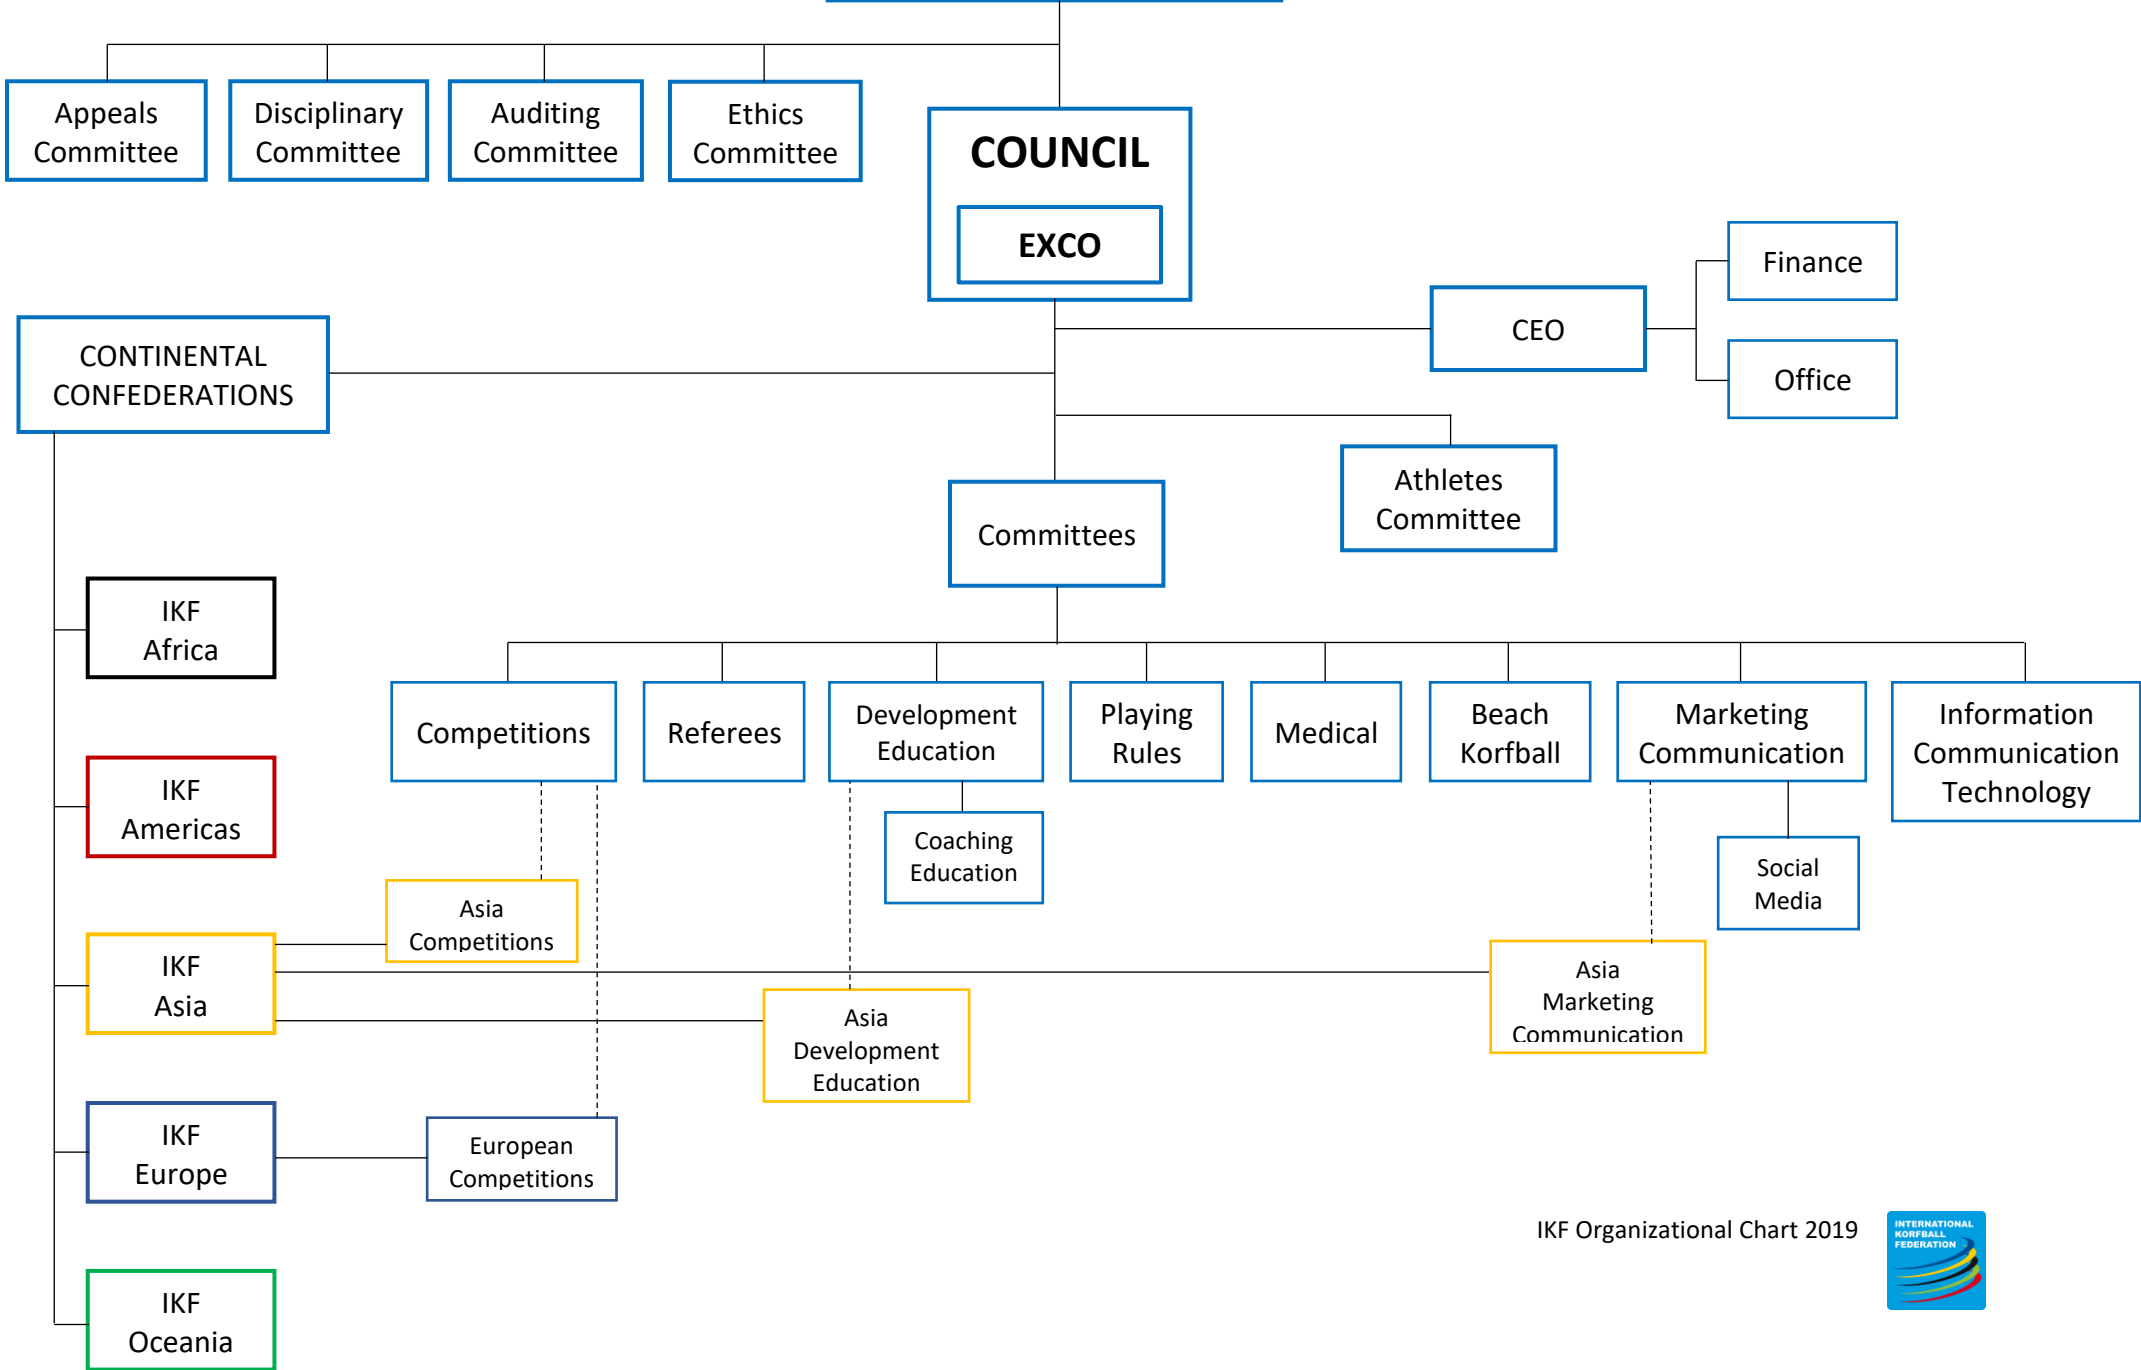 Appeals
Committee
Disciplinary
Committee
Auditing
Committee
Ethics
Committee
COUNCIL
EXCO
Finance
CEO
Office
CONTINENTAL
CONFEDERATIONS
Athletes
Committee
Committees
IKF
Africa
Competitions
Referees
Development
Education
Playing
Rules
Medical
Beach
Korfball
Marketing
Communication
Information
Communication
Technology
IKF
Americas
Coaching
Education
Social
Media
Asia
Competitions
IKF
Asia
Asia
Marketing
Communication
Asia
Development
Education
IKF
Europe
European
Competitions
IKF Organizational Chart 2019
INTERNATIONAL
KORFBALL
FEDERATION
IKF
Oceania